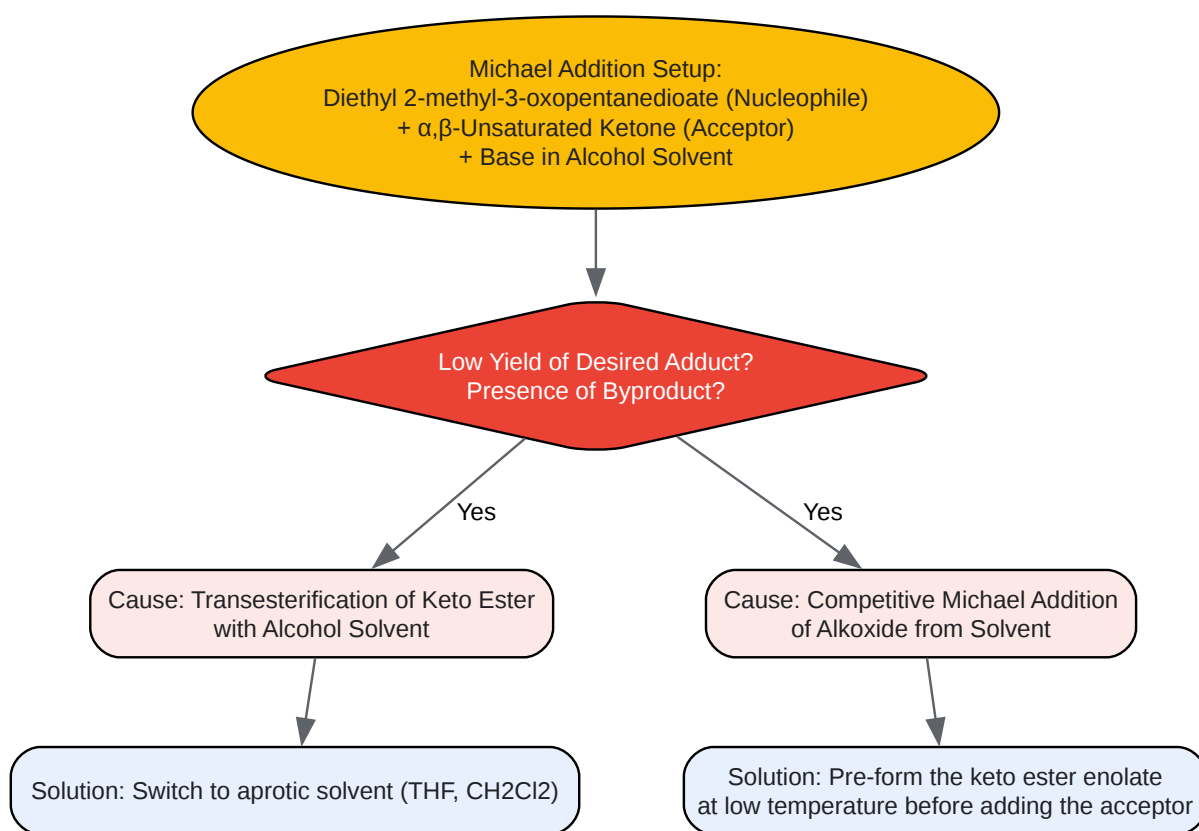 Michael Addition Setup:
Diethyl 2-methyl-3-oxopentanedioate (Nucleophile)
+ α,β-Unsaturated Ketone (Acceptor)
+ Base in Alcohol Solvent
Low Yield of Desired Adduct?
Presence of Byproduct?
Yes
Yes
Cause: Transesterification of Keto Ester
with Alcohol Solvent
Cause: Competitive Michael Addition
of Alkoxide from Solvent
Solution: Switch to aprotic solvent (THF, CH2Cl2)
Solution: Pre-form the keto ester enolate
at low temperature before adding the acceptor